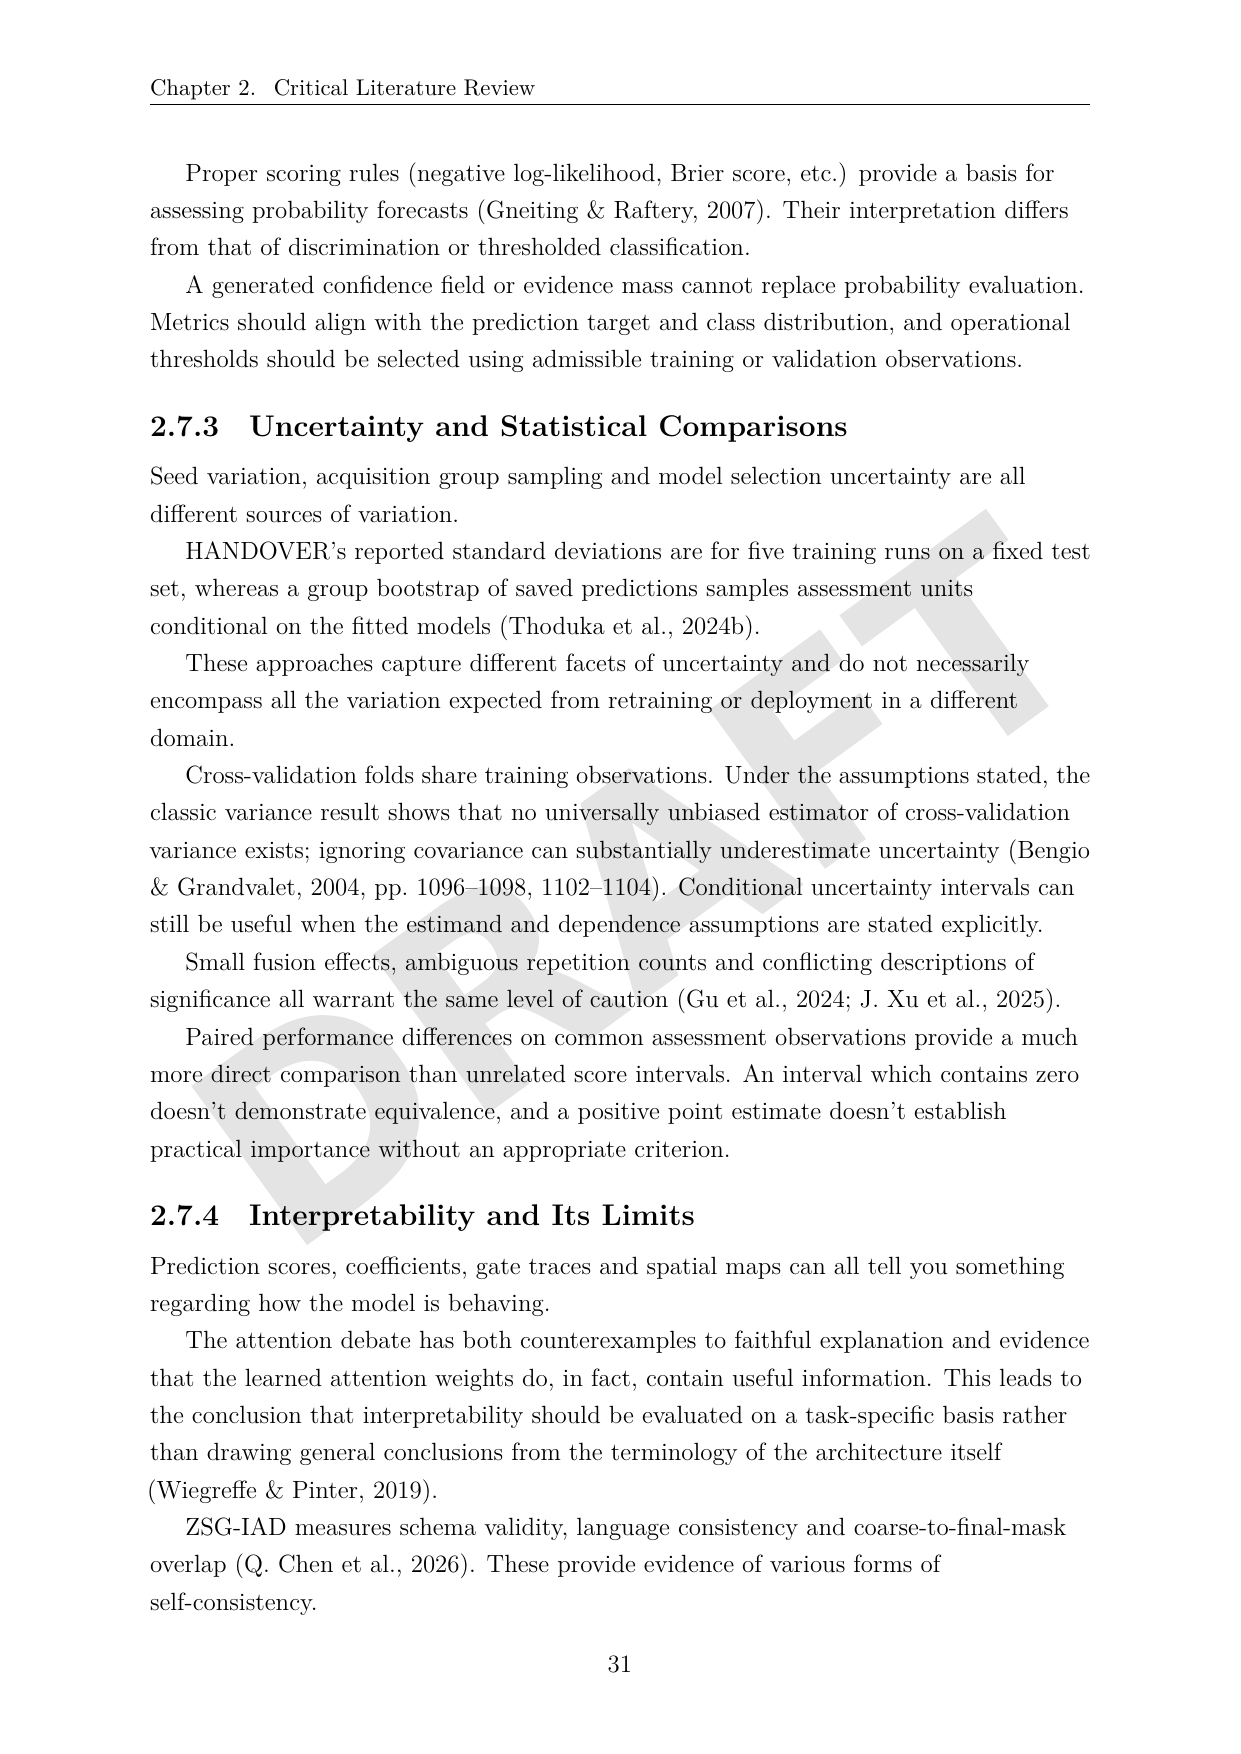 Chapter 2. Critical Literature Review
Proper scoring rules (negative log-likelihood, Brier score, etc.) provide a basis for
assessing probability forecasts (Gneiting & Raftery, 2007). Their interpretation differs
from that of discrimination or thresholded classification.
A generated confidence field or evidence mass cannot replace probability evaluation.
Metrics should align with the prediction target and class distribution, and operational
thresholds should be selected using admissible training or validation observations.
2.7.3 Uncertainty and Statistical Comparisons
Seed variation, acquisition group sampling and model selection uncertainty are all
different sources of variation.
HANDOVER's reported standard deviations are for five training runs on a fixed test
set, whereas a group bootstrap of saved predictions samples assessment units
conditional on the fitted models (Thoduka et al., 2024b).
These approaches capture different facets of uncertainty and do not necessarily
encompass all the variation expected from retraining or deployment in a different
domain.
Cross-validation folds share training observations. Under the assumptions stated, the
classic variance result shows that no universally unbiased estimator of cross-validation
variance exists; ignoring covariance can substantially underestimate uncertainty (Bengio
& Grandvalet, 2004, pp. 1096–1098, 1102–1104). Conditional uncertainty intervals can
still be useful when the estimand and dependence assumptions are stated explicitly.
Small fusion effects, ambiguous repetition counts and conflicting descriptions of
significance all warrant the same level of caution (Gu et al., 2024; J. Xu et al., 2025).
Paired performance differences on common assessment observations provide a much
more direct comparison than unrelated score intervals. An interval which contains zero
doesn't demonstrate equivalence, and a positive point estimate doesn't establish
practical importance without an appropriate criterion.
2.7.4 Interpretability and Its Limits
Prediction scores, coefficients, gate traces and spatial maps can all tell you something
regarding how the model is behaving.
The attention debate has both counterexamples to faithful explanation and evidence
that the learned attention weights do, in fact, contain useful information. This leads to
the conclusion that interpretability should be evaluated on a task-specific basis rather
than drawing general conclusions from the terminology of the architecture itself
(Wiegreffe & Pinter, 2019).
ZSG-IAD measures schema validity, language consistency and coarse-to-final-mask
overlap (Q. Chen et al., 2026). These provide evidence of various forms of
self-consistency.
31
DRAFT